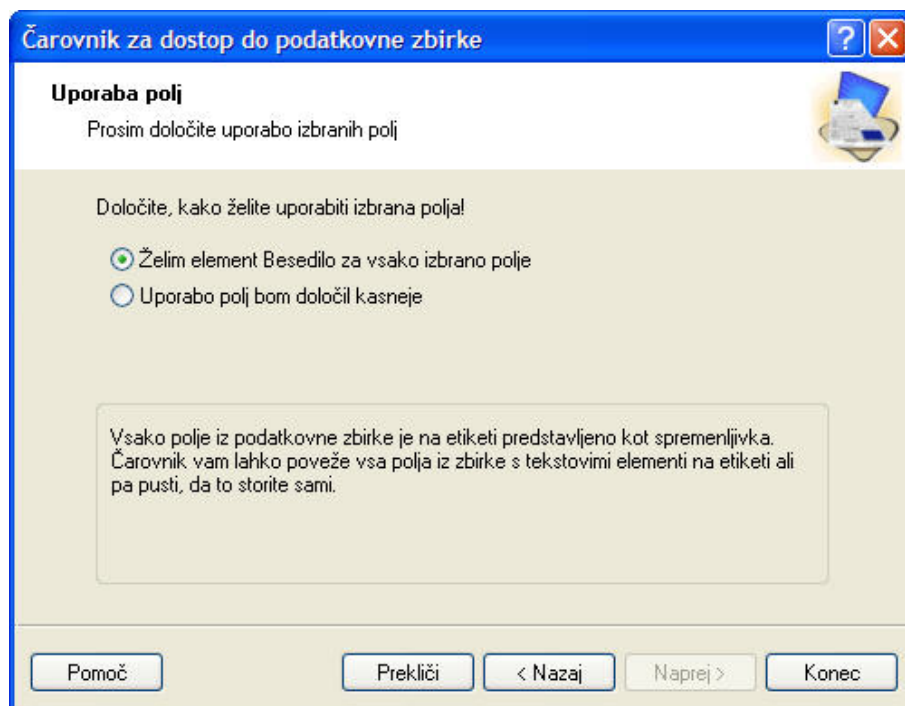 Čarovnik za dostop do podatkovne zbirke
Uporaba polj
Prosim določite uporabo izbranih polj
Določite, kako želite uporabiti izbrana polja!
Želim element Besedilo za vsako izbrano polje
Uporabo polj bom določil kasneje
Vsako polje iz podatkovne zbirke je na etiketi predstavljeno kot spremenljivka.
Čarovnik vam lahko poveže vsa polja iz zbirke s tekstovimi elementi na etiketi ali
pa pusti, da to storite sami.
Pomoč Prekliči < Nazaj Naprej > Konec